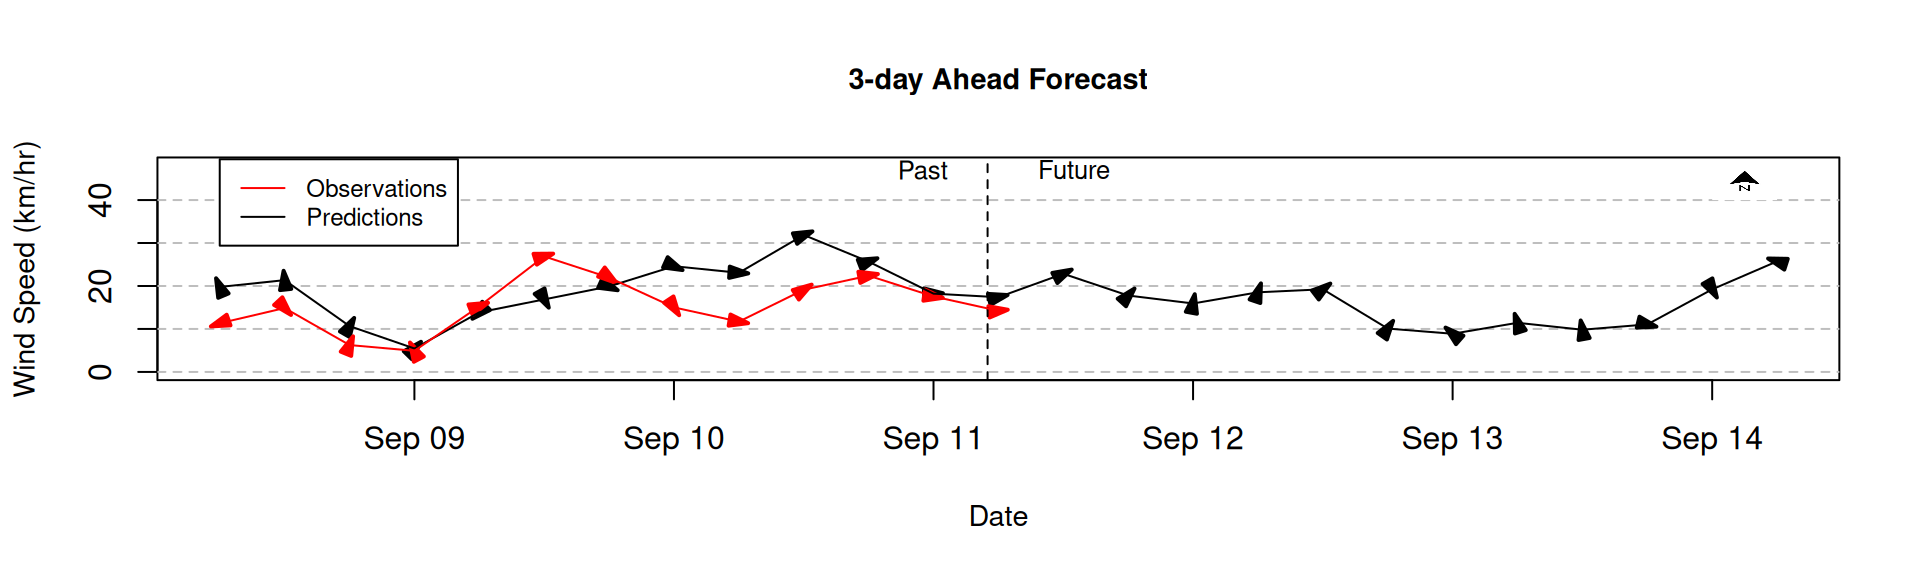 3-day Ahead Forecast
Wind Speed (km/hr)
Observations
Predictions
Past
Future
N
40
20
0
Sep 09
Sep 10
Sep 11
Sep 12
Sep 13
Sep 14
Date